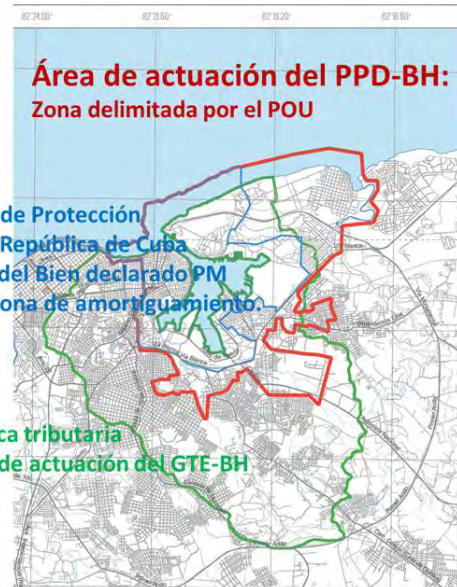 82°24.00'
82°21.60'
82°19.20'
82°16.80'
Área de actuación del PPD-BH:
Zona delimitada por el POU
de Protección
República de Cuba
del Bien declarado PM
ona de amortiguamiento.
ca tributaria
de actuación del GTE-BH